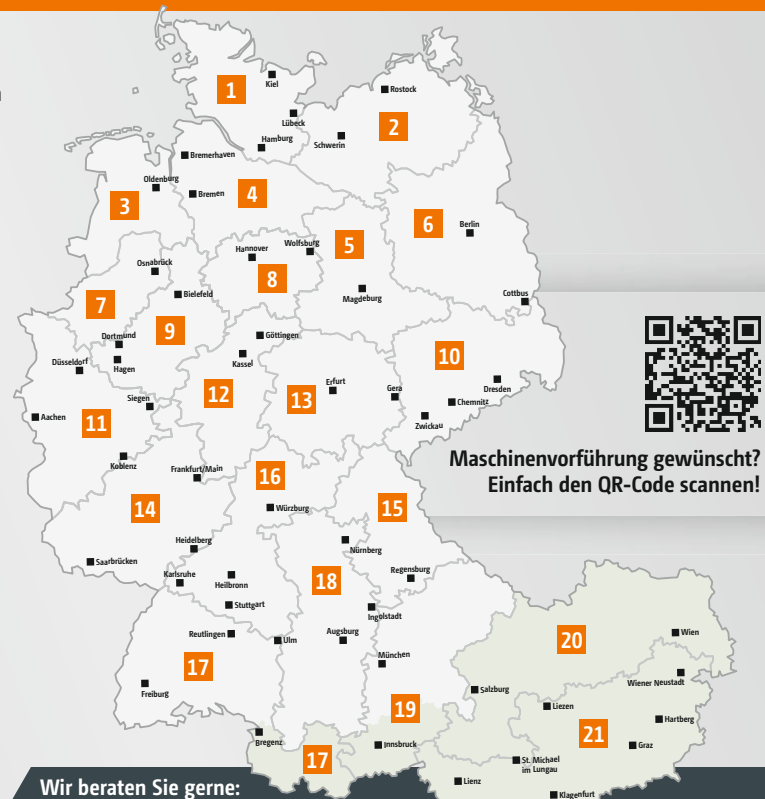 Kiel
1
Rostock
Lübeck
2
Hamburg
Schwerin
Bremerhaven
Oldenburg
Bremen
4
3
6
Berlin
Hannover
Wolfsburg
5
Osnabrück
8
Bielefeld
Magdeburg
Cottbus
7
9
Göttingen
Dortmund
10
Düsseldorf
Hagen
Kassel
Erfurt
Gera
Dresden
12
13
Siegen
Chemnitz
Aachen
11
Zwickau
Koblenz
Frankfurt/Main
Maschinenvorführung gewünscht?
Einfach den QR-Code scannen!
16
14
Würzburg
15
Heidelberg
Nürnberg
Saarbrücken
Karlsruhe
Heilbronn
18
Regensburg
Stuttgart
Ingolstadt
Reutlingen
Ulm
Augsburg
20
Wien
München
17
Freiburg
Wiener Neustadt
Salzburg
19
Liezen
Hartberg
21
Bregenz
Innsbruck
Graz
17
St. Michael
im Lungau
Lienz
Klagenfurt
Wir beraten Sie gerne: